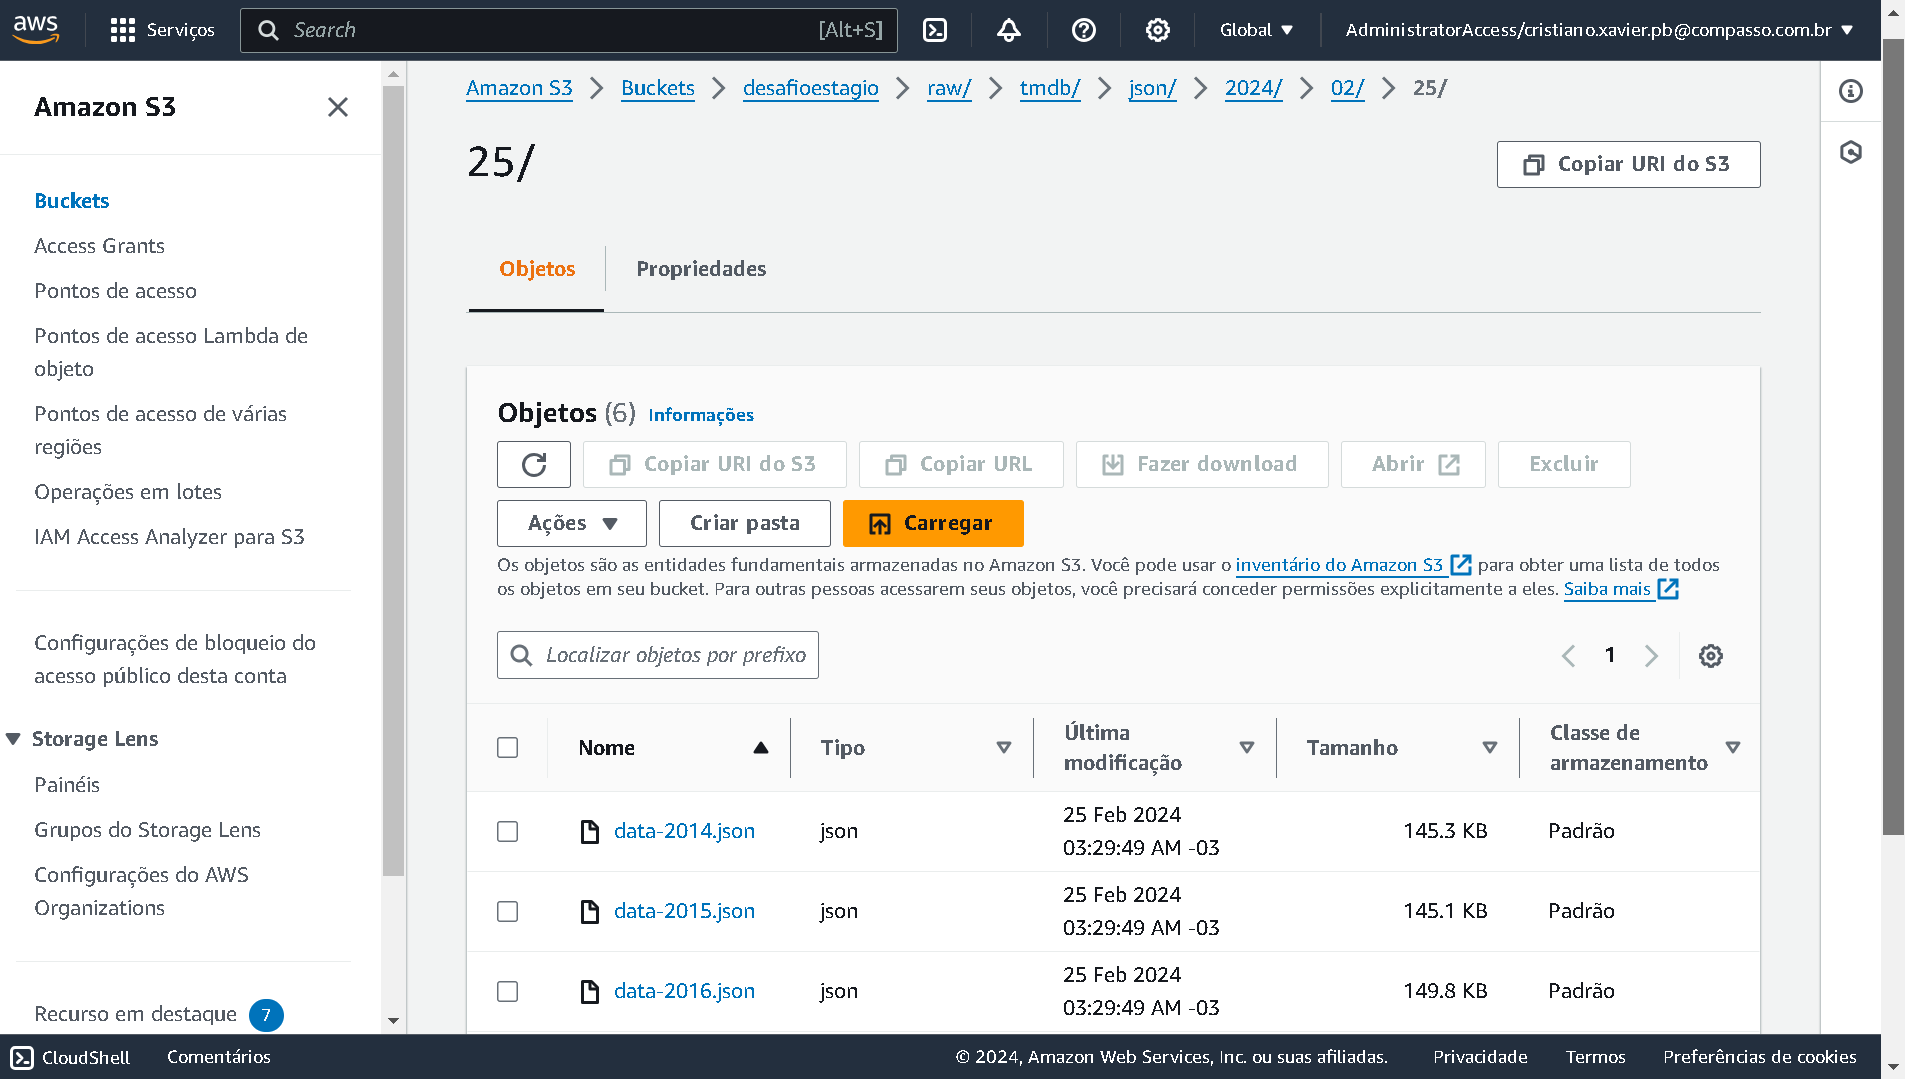 aws
Serviços
Search
[Alt+S]
Global
AdministratorAccess/cristiano.xavier.pb@compasso.com.br
Amazon S3
Buckets
Access Grants
Pontos de acesso
Pontos de acesso Lambda de
objeto
Pontos de acesso de várias
regiões
Operações em lotes
IAM Access Analyzer para S3
Configurações de bloqueio do
acesso público desta conta
Storage Lens
Painéis
Grupos do Storage Lens
Configurações do AWS
Organizations
Recurso em destaque 7
Amazon S3 Buckets desafioestagio raw/ tmdb/ json/ 2024/ 02/ 25/
25/
Copiar URI do S3
Objetos
Propriedades
Objetos (6) Informações
Copiar URI do S3
Copiar URL
Fazer download
Abrir
Excluir
Ações
Criar pasta
Carregar
Os objetos são as entidades fundamentais armazenadas no Amazon S3. Você pode usar o inventário do Amazon S3 para obter uma lista de todos
os objetos em seu bucket. Para outras pessoas acessarem seus objetos, você precisará conceder permissões explicitamente a eles. Saiba mais
Localizar objetos por prefixo
1
Nome
Tipo
Última
modificação
Tamanho
Classe de
armazenamento
data-2014.json
json
25 Feb 2024
03:29:49 AM -03
145.3 KB
Padrão
data-2015.json
json
25 Feb 2024
03:29:49 AM -03
145.1 KB
Padrão
data-2016.json
json
25 Feb 2024
03:29:49 AM -03
149.8 KB
Padrão
CloudShell
Comentários
© 2024, Amazon Web Services, Inc. ou suas afiliadas.
Privacidade
Termos
Preferências de cookies